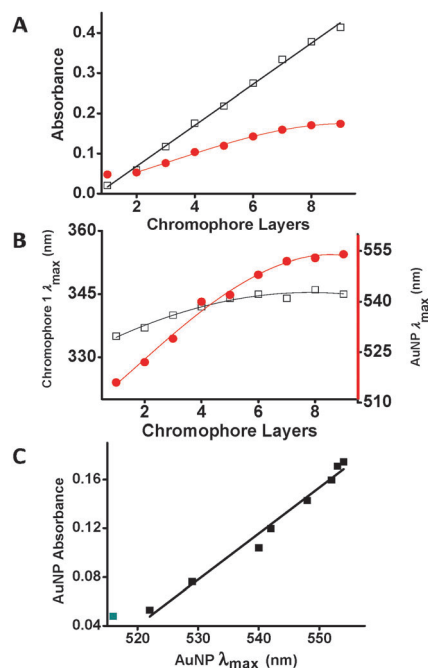 A
0.4
0.3
0.2
0.1
0.0
Absorbance
2 4 6 8
Chromophore Layers
B
360
345
330
Chromophore 1 λmax (nm)
555
540
525
510
AuNP λmax (nm)
2 4 6 8
Chromophore Layers
C
0.16
0.12
0.08
0.04
AuNP Absorbance
520 530 540 550
AuNP λmax (nm)